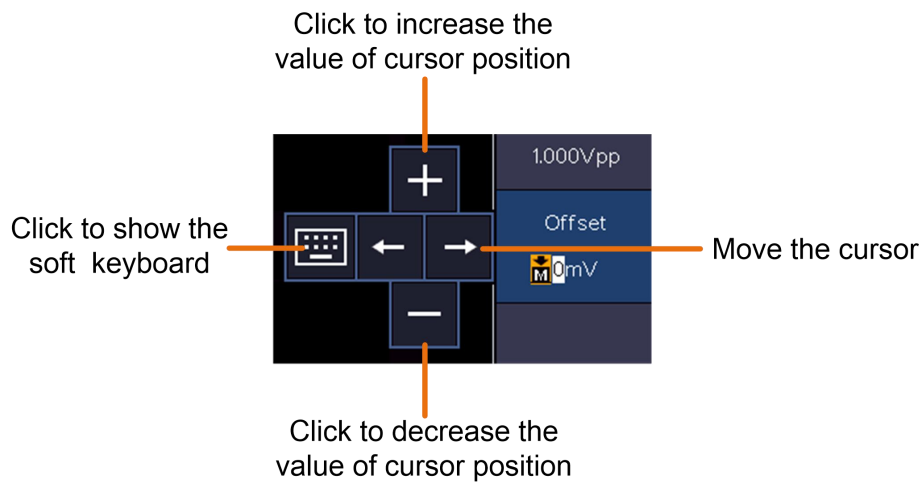 Click to increase the
value of cursor position
1.000Vpp
Click to show the
soft keyboard
Offset
M 0mV
Move the cursor
Click to decrease the
value of cursor position